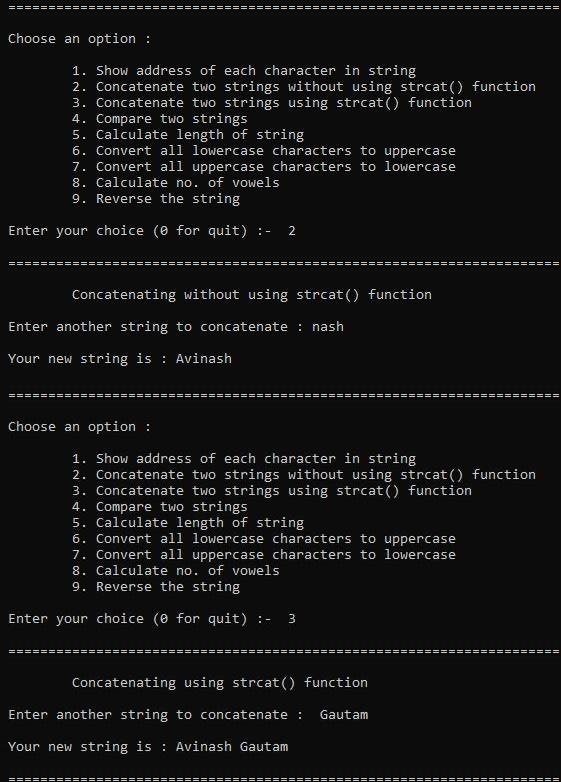 =====================================================================
Choose an option :
1. Show address of each character in string
2. Concatenate two strings without using strcat() function
3. Concatenate two strings using strcat() function
4. Compare two strings
5. Calculate length of string
6. Convert all lowercase characters to uppercase
7. Convert all uppercase characters to lowercase
8. Calculate no. of vowels
9. Reverse the string
Enter your choice (0 for quit) :-  2
=====================================================================
Concatenating without using strcat() function
Enter another string to concatenate : nash
Your new string is : Avinash
=====================================================================
Choose an option :
1. Show address of each character in string
2. Concatenate two strings without using strcat() function
3. Concatenate two strings using strcat() function
4. Compare two strings
5. Calculate length of string
6. Convert all lowercase characters to uppercase
7. Convert all uppercase characters to lowercase
8. Calculate no. of vowels
9. Reverse the string
Enter your choice (0 for quit) :-  3
=====================================================================
Concatenating using strcat() function
Enter another string to concatenate :  Gautam
Your new string is : Avinash Gautam
=====================================================================